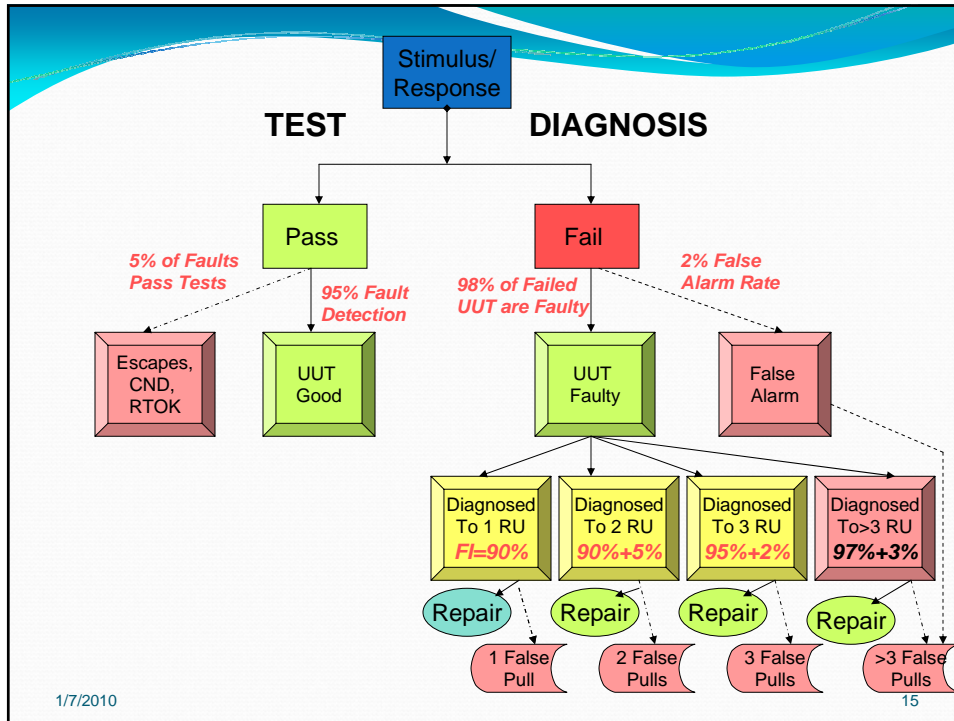 Stimulus/
Response
TEST
DIAGNOSIS
Pass
Fail
5% of Faults
Pass Tests
95% Fault
Detection
98% of Failed
UUT are Faulty
2% False
Alarm Rate
Escapes,
CND,
RTOK
UUT
Good
UUT
Faulty
False
Alarm
Diagnosed
To 1 RU
FI=90%
Diagnosed
To 2 RU
90%+5%
Diagnosed
To 3 RU
95%+2%
Diagnosed
To>3 RU
97%+3%
Repair
Repair
Repair
Repair
1 False
Pull
2 False
Pulls
3 False
Pulls
>3 False
Pulls
1/7/2010
15